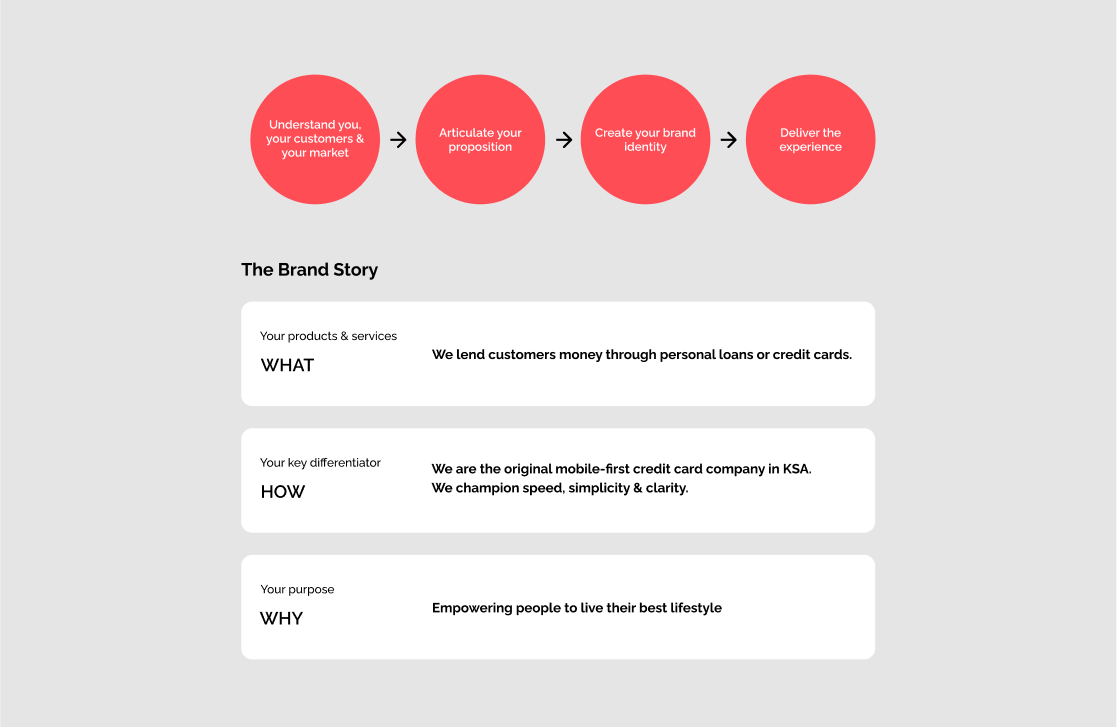 Understand you,
your customers &
your market
Articulate your
proposition
Create your brand
identity
Deliver the
experience
The Brand Story
Your products & services
WHAT
We lend customers money through personal loans or credit cards.
Your key differentiator
HOW
We are the original mobile-first credit card company in KSA.
We champion speed, simplicity & clarity.
Your purpose
WHY
Empowering people to live their best lifestyle